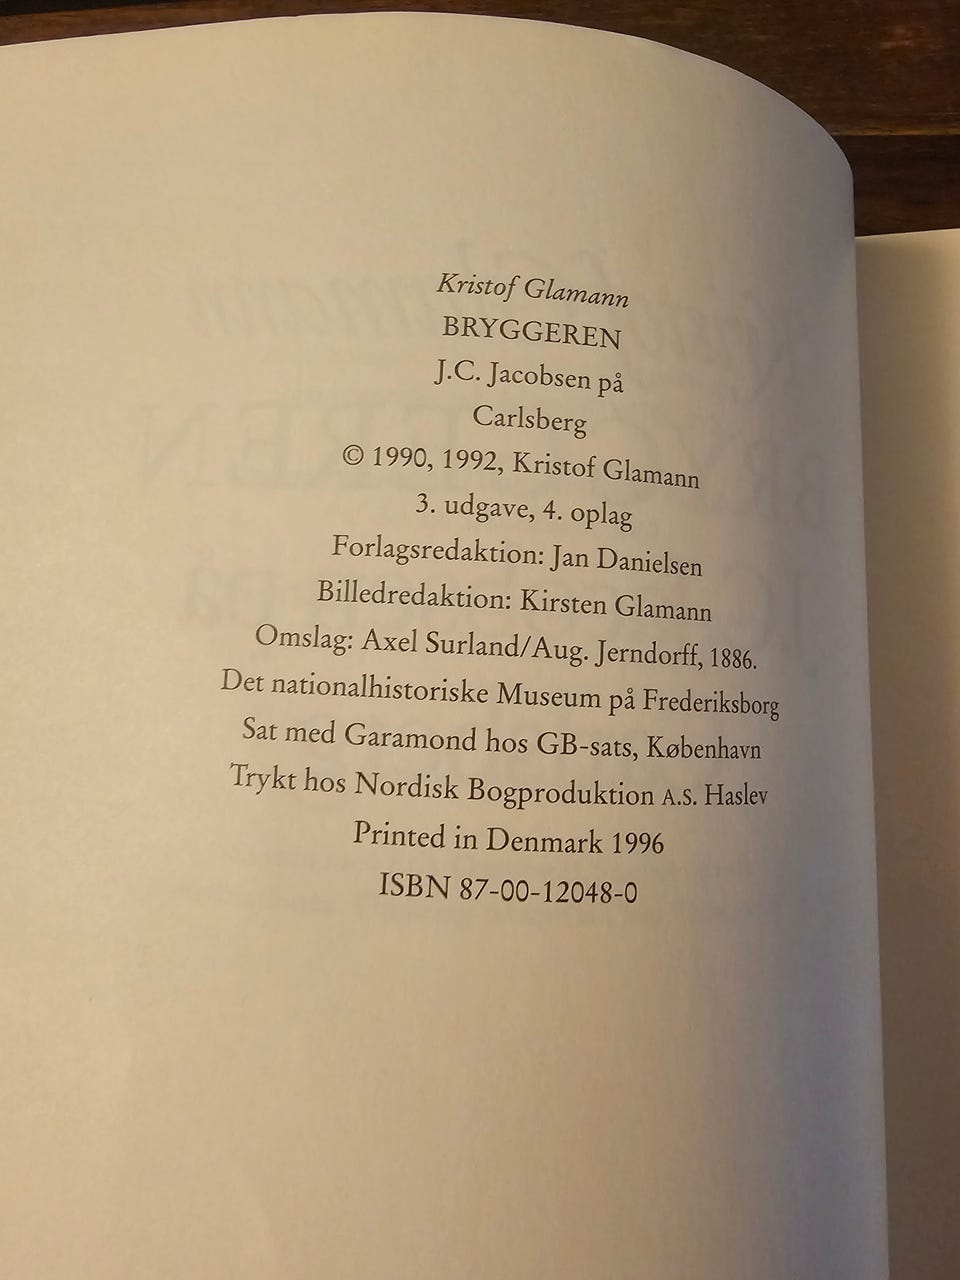 Kristof Glamann
BRYGGEREN
J.C. Jacobsen på
Carlsberg
© 1990, 1992, Kristof Glamann
3. udgave, 4. oplag
Forlagsredaktion: Jan Danielsen
Billedredaktion: Kirsten Glamann
Omslag: Axel Surland/Aug. Jerndorff, 1886.
Det nationalhistoriske Museum på Frederiksborg
Sat med Garamond hos GB-sats, København
Trykt hos Nordisk Bogproduktion A.S. Haslev
Printed in Denmark 1996
ISBN 87-00-12048-0